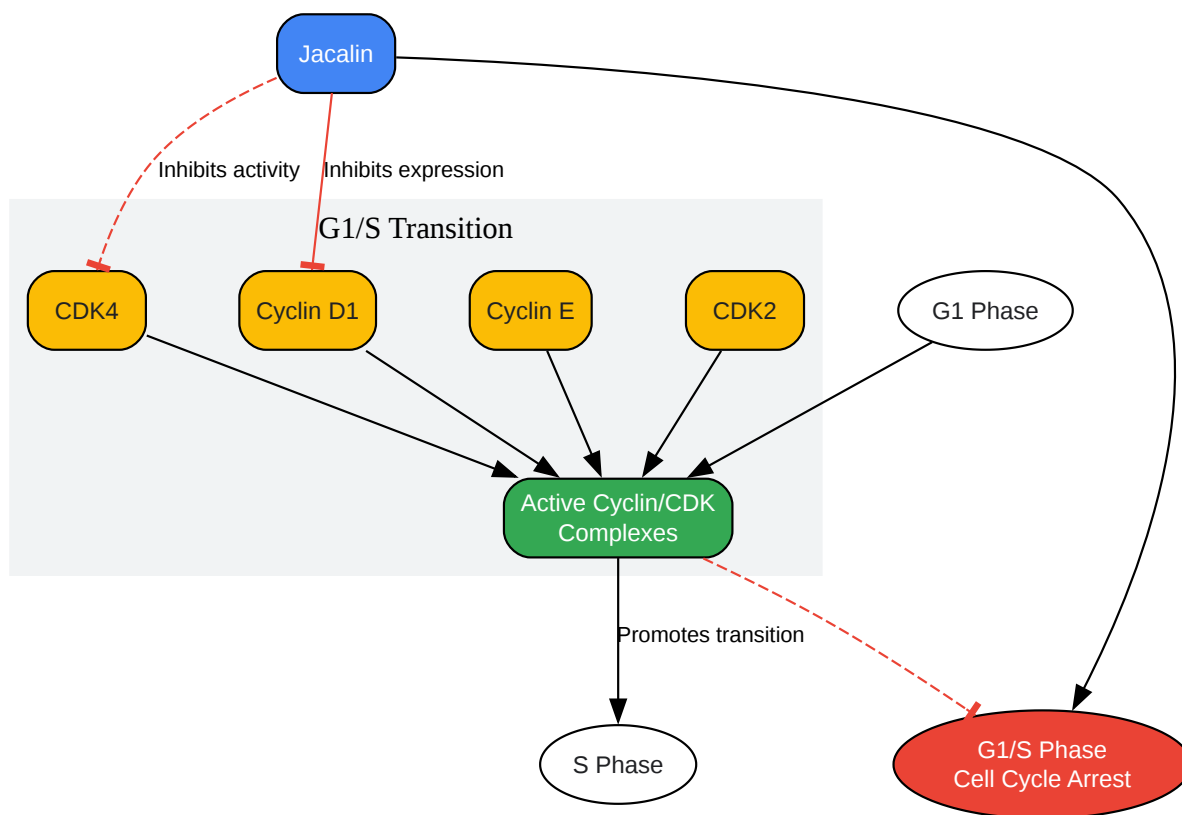 Jacalin
Inhibits activity
Inhibits expression
G1/S Transition
CDK4
Cyclin D1
Cyclin E
CDK2
G1 Phase
Active Cyclin/CDK
Complexes
Promotes transition
S Phase
G1/S Phase
Cell Cycle Arrest